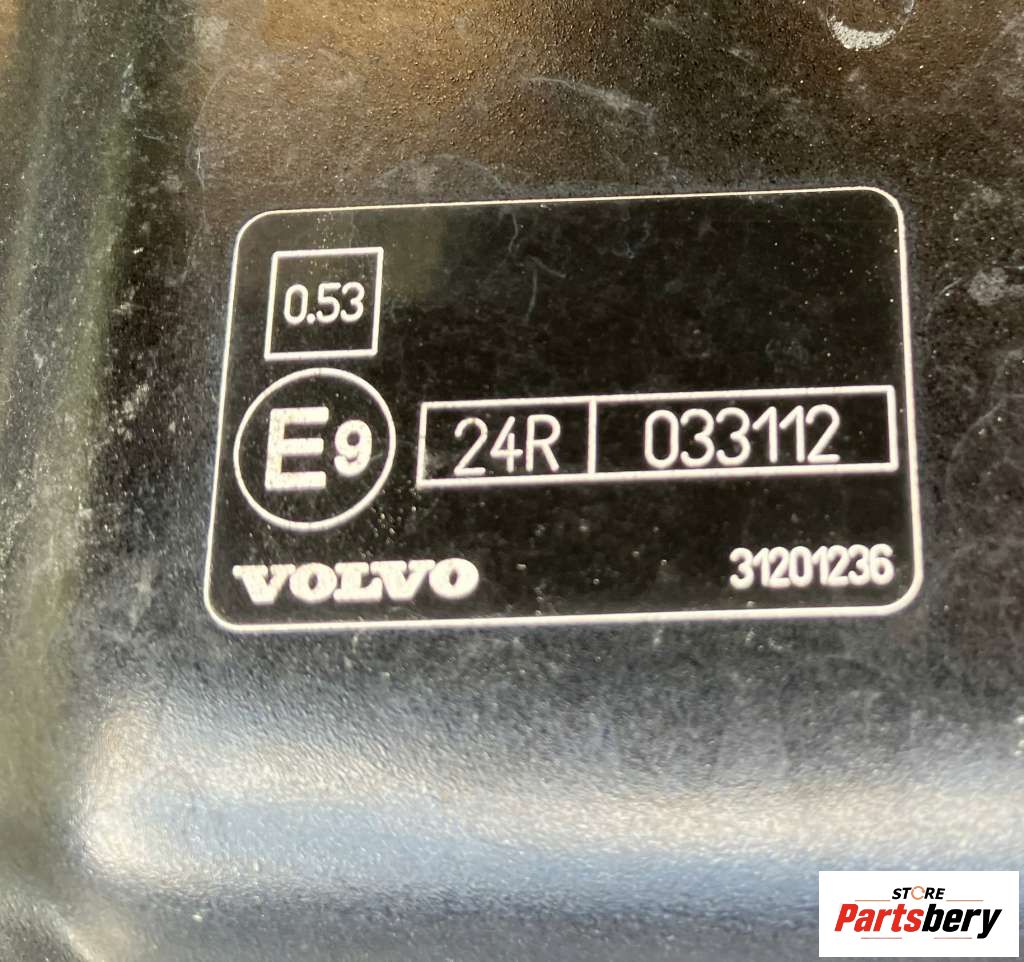 0.53
E9 24R 033112
VOLVO 31201236
STORE
Partsbery